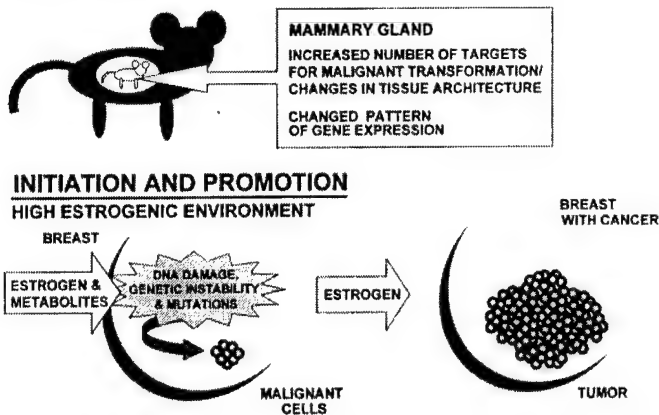 MAMMARY GLAND
INCREASED NUMBER OF TARGETS
FOR MALIGNANT TRANSFORMATION/
CHANGES IN TISSUE ARCHITECTURE
CHANGED PATTERN
OF GENE EXPRESSION
INITIATION AND PROMOTION
HIGH ESTROGENIC ENVIRONMENT
BREAST
ESTROGEN &
METABOLITES
DNA DAMAGE,
GENETIC INSTABILITY
& MUTATIONS
MALIGNANT
CELLS
ESTROGEN
BREAST
WITH CANCER
TUMOR